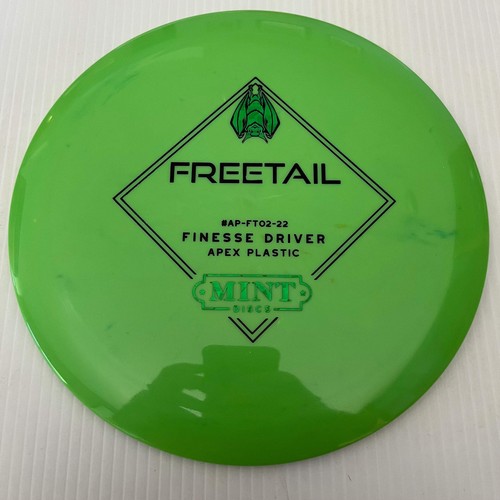 FREETAIL
#AP-FT02-22
FINESSE DRIVER
APEX PLASTIC
MINT
DISCS